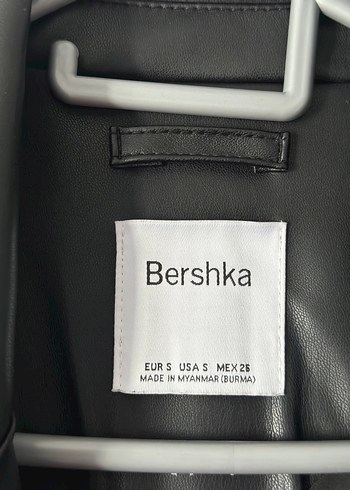 Bershka
EUR S USA S MEX 26
MADE IN MYANMAR (BURMA)